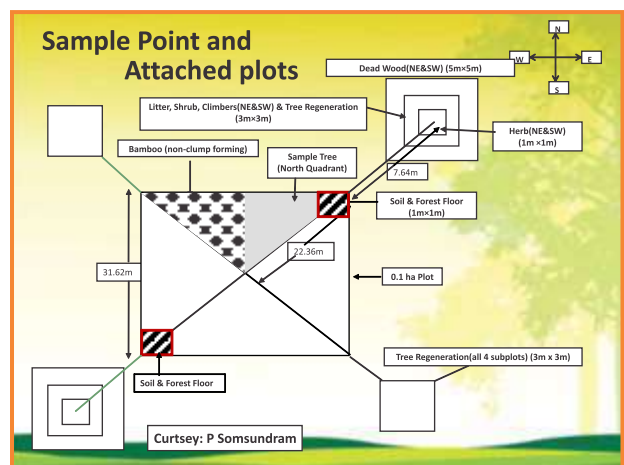 Sample Point and
Attached plots
N
W
E
S
Dead Wood(NE&SW) (5m×5m)
Litter, Shrub, Climbers(NE&SW) & Tree Regeneration
(3m×3m)
Herb(NE&SW)
(1m ×1m)
Bamboo (non-clump forming)
Sample Tree
(North Quadrant)
7.64m
Soil & Forest Floor
(1m×1m)
22.36m
31.62m
0.1 ha Plot
Tree Regeneration(all 4 subplots) (3m x 3m)
Soil & Forest Floor
Curtsey: P Somsundram